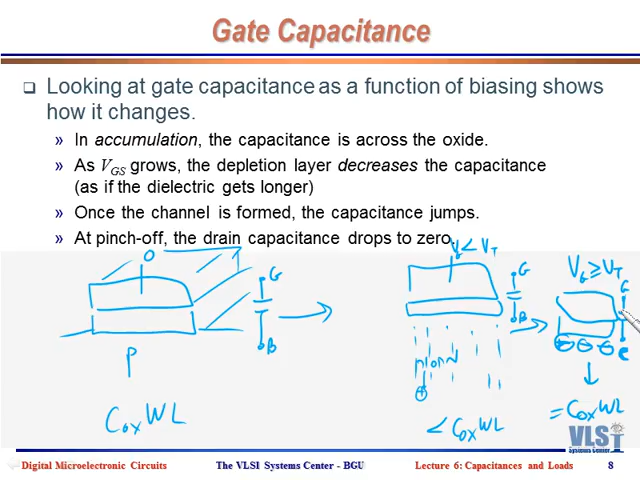 Gate Capacitance
Looking at gate capacitance as a function of biasing shows
how it changes.
» In accumulation, the capacitance is across the oxide.
» As VGS grows, the depletion layer decreases the capacitance
(as if the dielectric gets longer)
» Once the channel is formed, the capacitance jumps.
» At pinch-off, the drain capacitance drops to zero.
G
B
P
CoxWL
VG < VT
G
B
< CoxWL
VG ≥ VT
G
= CoxWL
VLSI
Systems Center
Digital Microelectronic Circuits
The VLSI Systems Center - BGU
Lecture 6: Capacitances and Loads
8